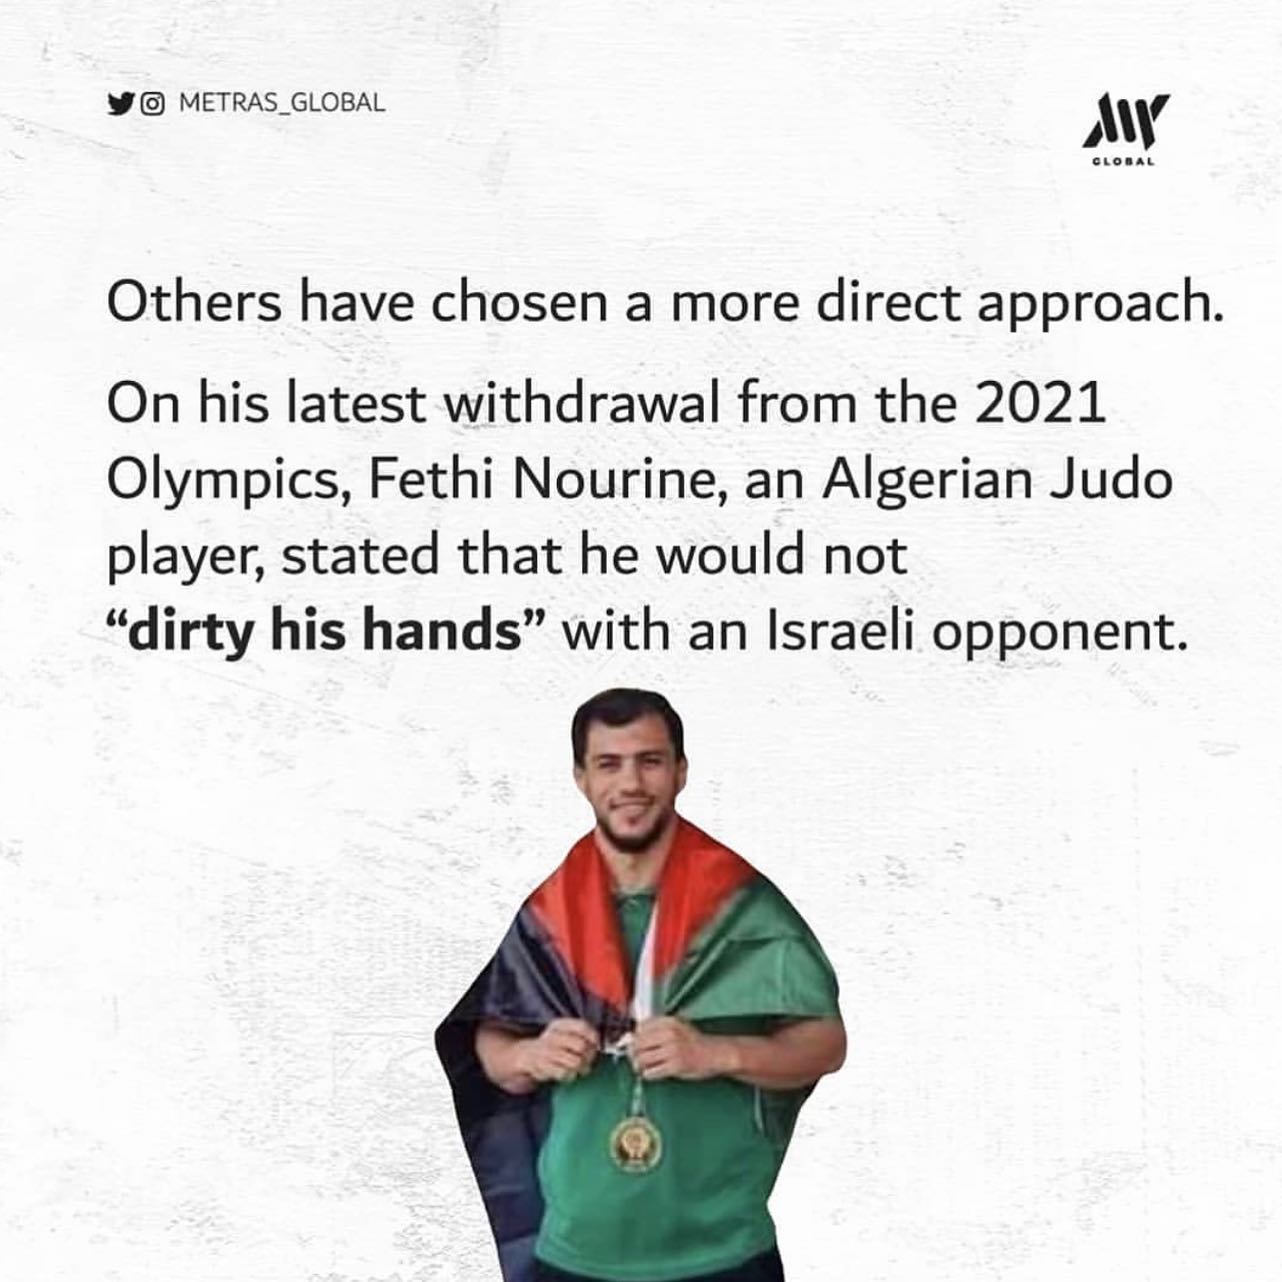 METRAS_GLOBAL
GLOBAL
Others have chosen a more direct approach.
On his latest withdrawal from the 2021
Olympics, Fethi Nourine, an Algerian Judo
player, stated that he would not
“dirty his hands” with an Israeli opponent.